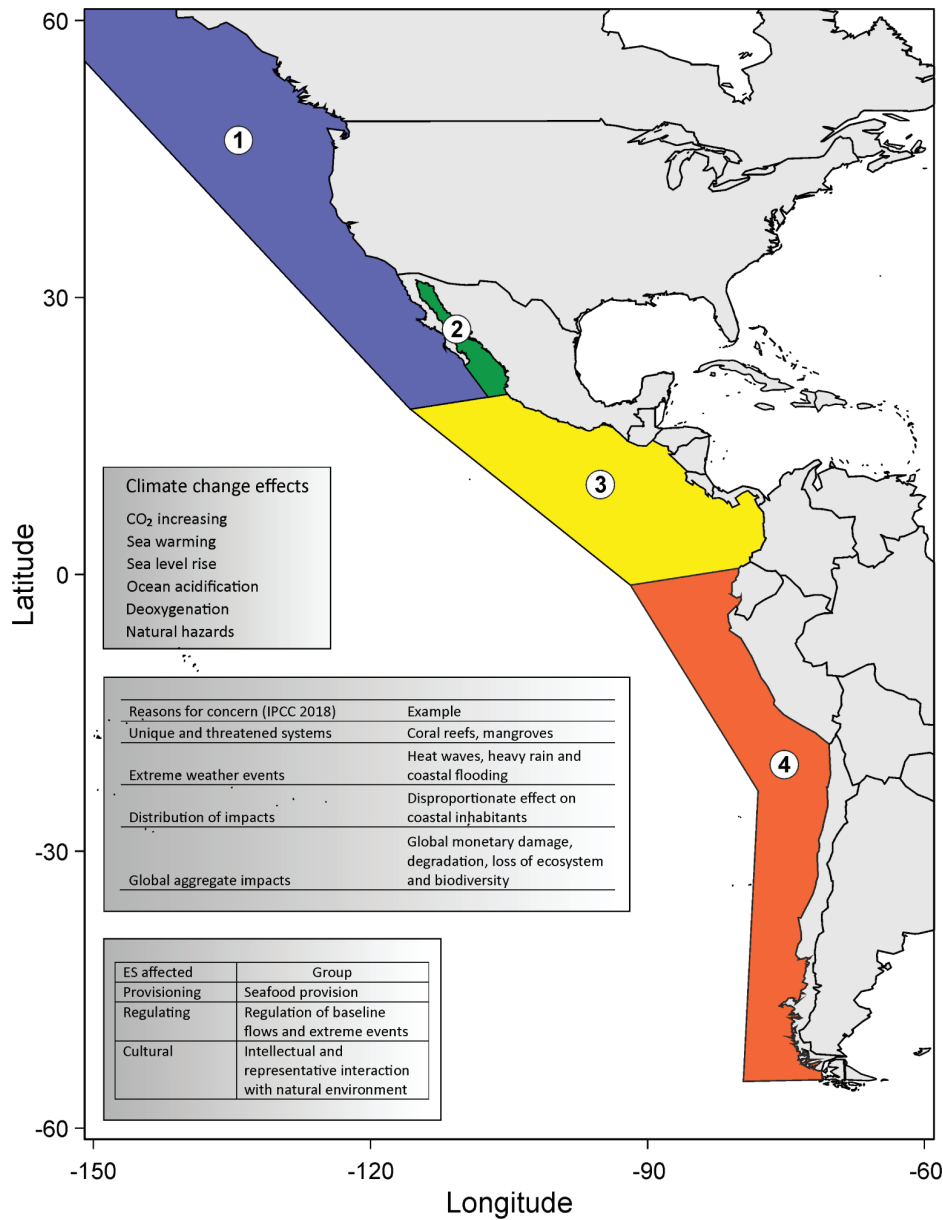 60
1
30
2
3
Climate change effects
CO₂ increasing
Sea warming
Sea level rise
Ocean acidification
Deoxygenation
Natural hazards
Latitude
0
Reasons for concern (IPCC 2018) Example
Unique and threatened systems Coral reefs, mangroves
Heat waves, heavy rain and
Extreme weather events coastal flooding
Disproportionate effect on
Distribution of impacts coastal inhabitants
Global monetary damage,
degradation, loss of ecosystem
Global aggregate impacts and biodiversity
4
-30
ES affected Group
Provisioning Seafood provision
Regulating Regulation of baseline
flows and extreme events
Cultural Intellectual and
representative interaction
with natural environment
-60
-150 -120 -90 -60
Longitude